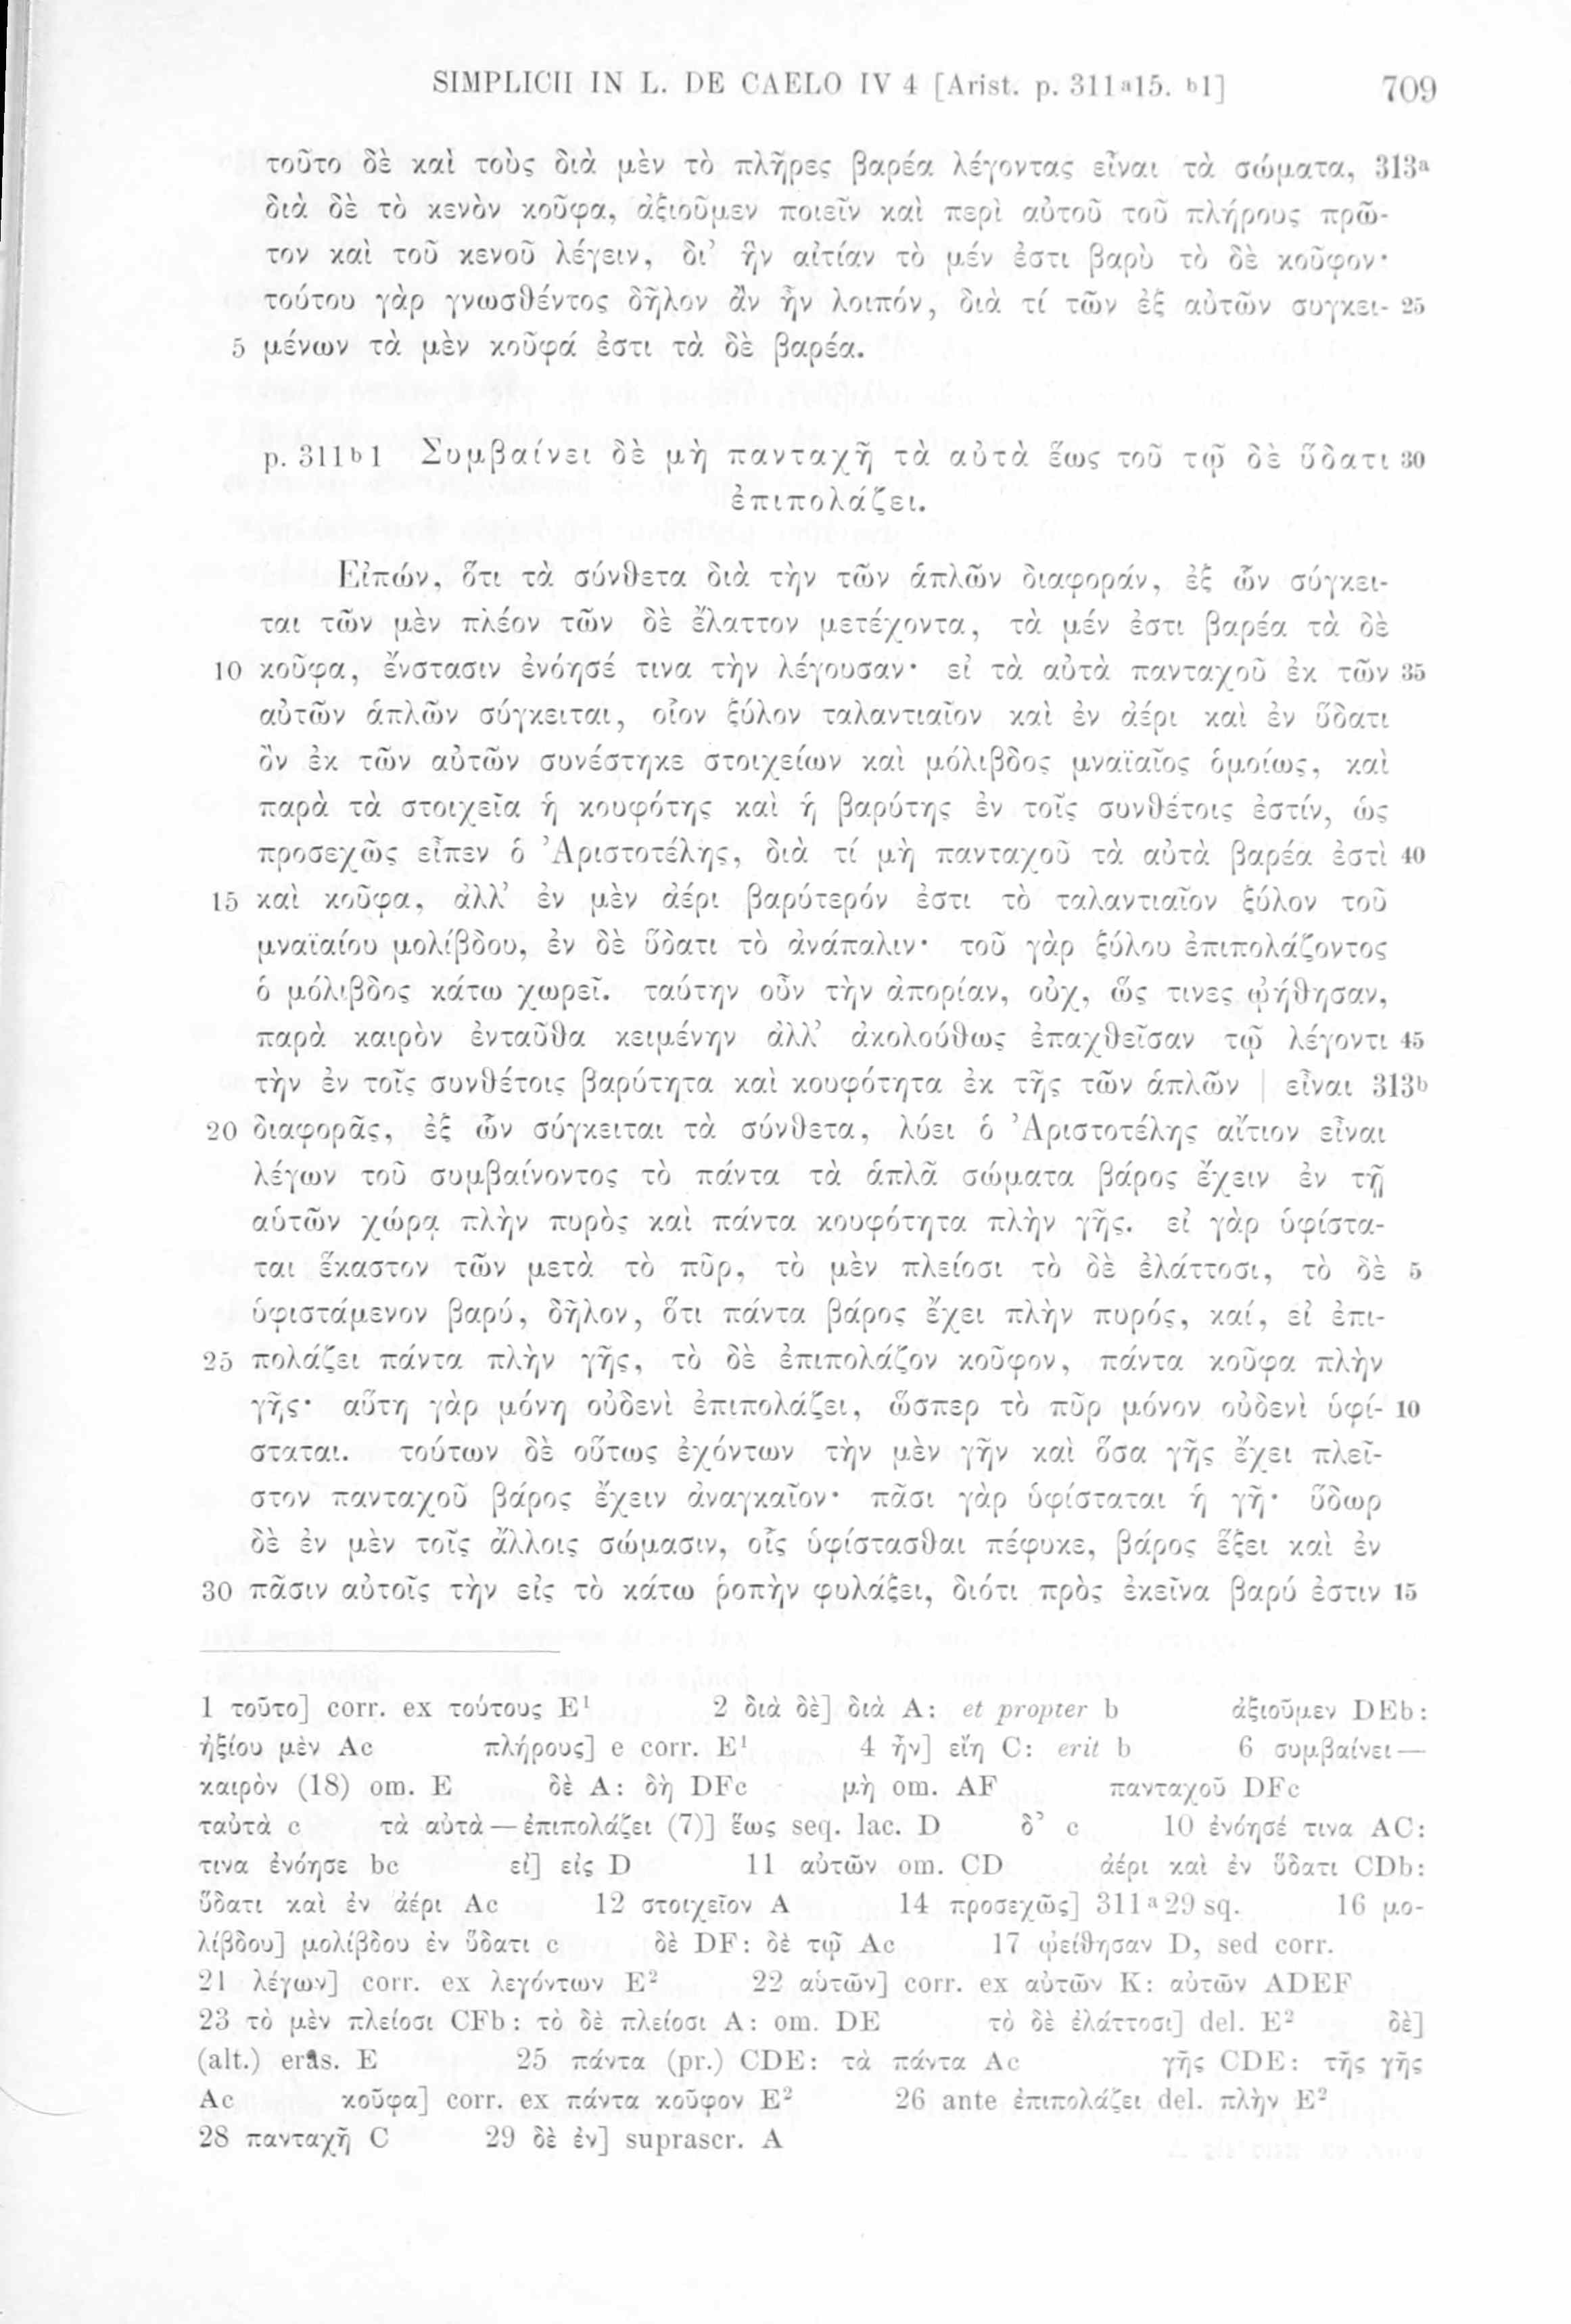 SIMPLICII IN L. DE CAELO IV 4 [Arist. p. 311a15. b1] 709
τοῦτο δὲ καὶ τοὺς διὰ μὲν τὸ πλῆρες βαρέα λέγοντας εἶναι τὰ σώματα, 313a
διὰ δὲ τὸ κενὸν κοῦφα, ἀξιοῦμεν ποιεῖν καὶ περὶ αὐτοῦ τοῦ πλήρους πρῶ-
τον καὶ τοῦ κενοῦ λέγειν, δι’ ἣν αἰτίαν τὸ μέν ἐστι βαρὺ τὸ δὲ κοῦφον·
τούτου γὰρ γνωσθέντος δῆλον ἂν ἦν λοιπόν, διὰ τί τῶν ἐξ αὐτῶν συγκει- 25
5 μένων τὰ μὲν κοῦφά ἐστι τὰ δὲ βαρέα.
p. 311b1 Συμβαίνει δὲ μὴ πανταχῇ τὰ αὐτὰ ἕως τοῦ τῷ δὲ ὕδατι 30
ἐπιπολάζει.
Εἰπών, ὅτι τὰ σύνθετα διὰ τὴν τῶν ἁπλῶν διαφοράν, ἐξ ὧν σύγκει-
ται τῶν μὲν πλέον τῶν δὲ ἔλαττον μετέχοντα, τὰ μέν ἐστι βαρέα τὰ δὲ
10 κοῦφα, ἔνστασιν ἐνόησέ τινα τὴν λέγουσαν· εἰ τὰ αὐτὰ πανταχοῦ ἐκ τῶν 35
αὐτῶν ἁπλῶν σύγκειται, οἷον ξύλον ταλαντιαῖον καὶ ἐν ἀέρι καὶ ἐν ὕδατι
ὂν ἐκ τῶν αὐτῶν συνέστηκε στοιχείων καὶ μόλιβδος μναϊαῖος ὁμοίως, καὶ
παρὰ τὰ στοιχεῖα ἡ κουφότης καὶ ἡ βαρύτης ἐν τοῖς συνθέτοις ἐστίν, ὡς
προσεχῶς εἶπεν ὁ Ἀριστοτέλης, διὰ τί μὴ πανταχοῦ τὰ αὐτὰ βαρέα ἐστὶ 40
15 καὶ κοῦφα, ἀλλ’ ἐν μὲν ἀέρι βαρύτερόν ἐστι τὸ ταλαντιαῖον ξύλον τοῦ
μναϊαίου μολίβδου, ἐν δὲ ὕδατι τὸ ἀνάπαλιν· τοῦ γὰρ ξύλου ἐπιπολάζοντος
ὁ μόλιβδος κάτω χωρεῖ. ταύτην οὖν τὴν ἀπορίαν, οὐχ, ὥς τινες ᾠήθησαν,
παρὰ καιρὸν ἐνταῦθα κειμένην ἀλλ’ ἀκολούθως ἐπαχθεῖσαν τῷ λέγοντι 45
τὴν ἐν τοῖς συνθέτοις βαρύτητα καὶ κουφότητα ἐκ τῆς τῶν ἁπλῶν | εἶναι 313b
20 διαφορᾶς, ἐξ ὧν σύγκειται τὰ σύνθετα, λύει ὁ Ἀριστοτέλης αἴτιον εἶναι
λέγων τοῦ συμβαίνοντος τὸ πάντα τὰ ἁπλᾶ σώματα βάρος ἔχειν ἐν τῇ
αὑτῶν χώρᾳ πλὴν πυρὸς καὶ πάντα κουφότητα πλὴν γῆς. εἰ γὰρ ὑφίστα-
ται ἕκαστον τῶν μετὰ τὸ πῦρ, τὸ μὲν πλείοσι τὸ δὲ ἐλάττοσι, τὸ δὲ 5
ὑφιστάμενον βαρύ, δῆλον, ὅτι πάντα βάρος ἔχει πλὴν πυρός, καί, εἰ ἐπι-
25 πολάζει πάντα πλὴν γῆς, τὸ δὲ ἐπιπολάζον κοῦφον, πάντα κοῦφα πλὴν
γῆς· αὕτη γὰρ μόνη οὐδενὶ ἐπιπολάζει, ὥσπερ τὸ πῦρ μόνον οὐδενὶ ὑφί- 10
σταται. τούτων δὲ οὕτως ἐχόντων τὴν μὲν γῆν καὶ ὅσα γῆς ἔχει πλεῖ-
στον πανταχοῦ βάρος ἔχειν ἀναγκαῖον· πᾶσι γὰρ ὑφίσταται ἡ γῆ· ὕδωρ
δὲ ἐν μὲν τοῖς ἄλλοις σώμασιν, οἷς ὑφίστασθαι πέφυκε, βάρος ἕξει καὶ ἐν
30 πᾶσιν αὐτοῖς τὴν εἰς τὸ κάτω ῥοπὴν φυλάξει, διότι πρὸς ἐκεῖνα βαρύ ἐστιν 15
1 τοῦτο] corr. ex τούτους E¹ 2 διὰ δὲ] διὰ A: et propter b ἀξιοῦμεν DEb:
ἠξίου μὲν Ac πλήρους] e corr. E¹ 4 ἦν] εἴη C: erit b 6 συμβαίνει—
καιρὸν (18) om. E δὲ A: δὴ DFc μὴ om. AF πανταχοῦ DFc
ταὐτὰ c τὰ αὐτὰ—ἐπιπολάζει (7)] ἕως seq. lac. D δ’ c 10 ἐνόησέ τινα AC:
τινα ἐνόησε bc εἰ] εἰς D 11 αὐτῶν om. CD ἀέρι καὶ ἐν ὕδατι CDb:
ὕδατι καὶ ἐν ἀέρι Ac 12 στοιχεῖον A 14 προσεχῶς] 311a29 sq. 16 μο-
λίβδου] μολίβδου ἐν ὕδατι c δὲ DF: δὲ τῷ Ac 17 ᾠείθησαν D, sed corr.
21 λέγων] corr. ex λεγόντων E² 22 αὑτῶν] corr. ex αὐτῶν K: αὐτῶν ADEF
23 τὸ μὲν πλείοσι CFb: τὸ δὲ πλείοσι A: om. DE τὸ δὲ ἐλάττοσι] del. E² δὲ]
(alt.) eras. E 25 πάντα (pr.) CDE: τὰ πάντα Ac γῆς CDE: τῆς γῆς
Ac κοῦφα] corr. ex πάντα κοῦφον E² 26 ante ἐπιπολάζει del. πλὴν E²
28 πανταχῇ C 29 δὲ ἐν] suprascr. A